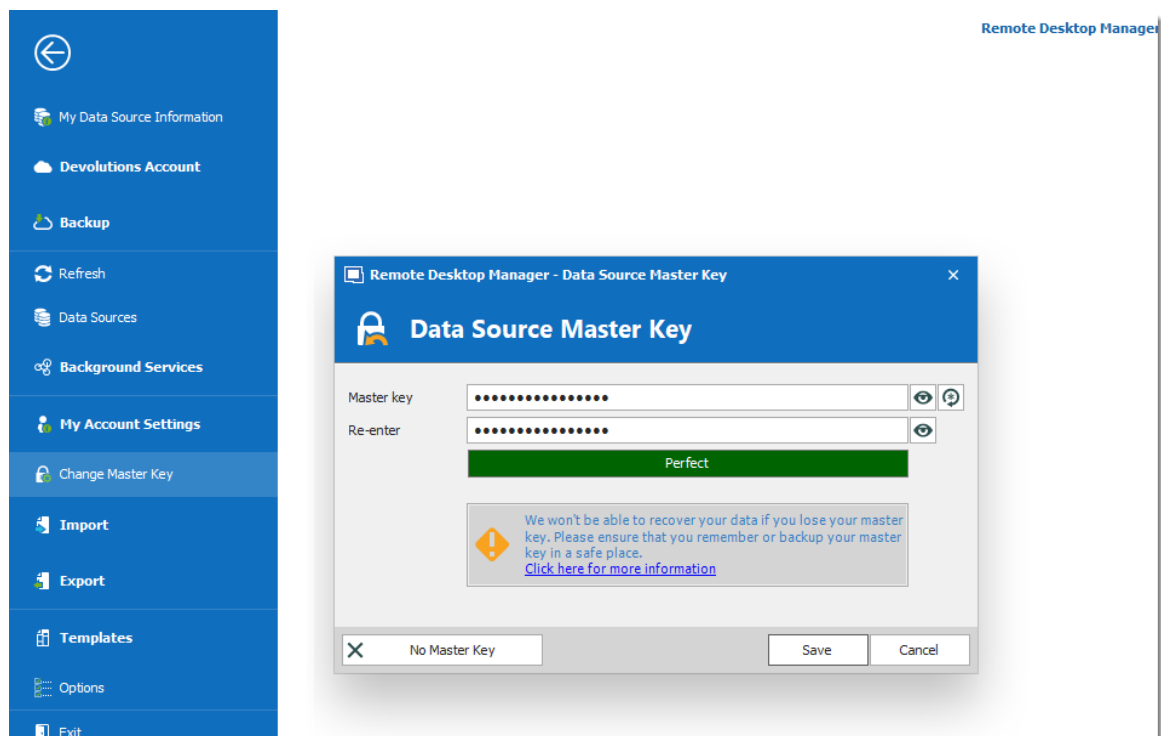 Remote Desktop Manager
My Data Source Information
Devolutions Account
Backup
Refresh
Data Sources
Background Services
My Account Settings
Change Master Key
Import
Export
Templates
Options
Exit
Remote Desktop Manager - Data Source Master Key
Data Source Master Key
Master key
••••••••••••••••
Re-enter
••••••••••••••••
Perfect
We won't be able to recover your data if you lose your master
key. Please ensure that you remember or backup your master
key in a safe place.
Click here for more information
No Master Key
Save
Cancel